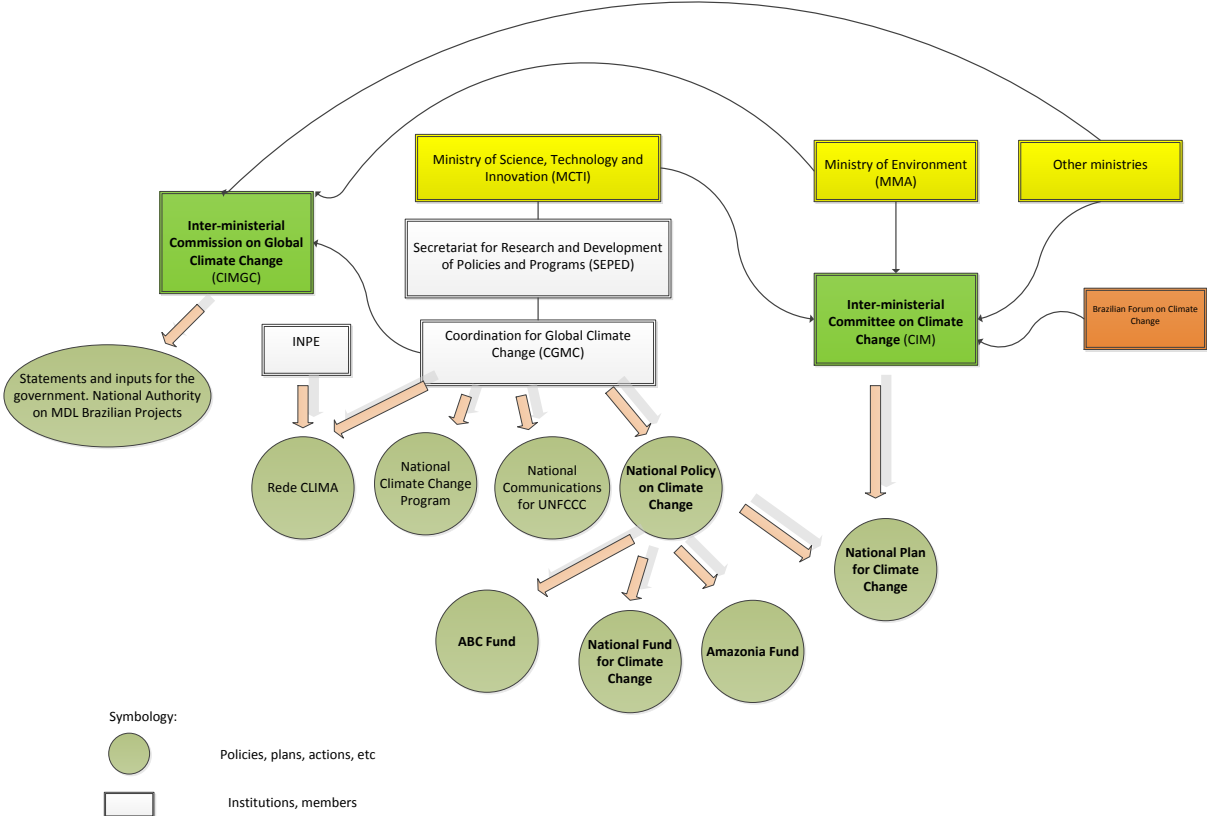 Ministry of Science, Technology and
Innovation (MCTI)
Ministry of Environment
(MMA)
Other ministries
Inter-ministerial
Commission on Global
Climate Change
(CIMGC)
Secretariat for Research and Development
of Policies and Programs (SEPED)
Inter-ministerial
Committee on Climate
Change (CIM)
Brazilian Forum on Climate
Change
INPE
Coordination for Global Climate
Change (CGMC)
Statements and inputs for the
government. National Authority
on MDL Brazilian Projects
Rede CLIMA
National
Climate Change
Program
National
Communications
for UNFCCC
National Policy
on Climate
Change
National Plan
for Climate
Change
ABC Fund
National Fund
for Climate
Change
Amazonia Fund
Symbology:
Policies, plans, actions, etc
Institutions, members